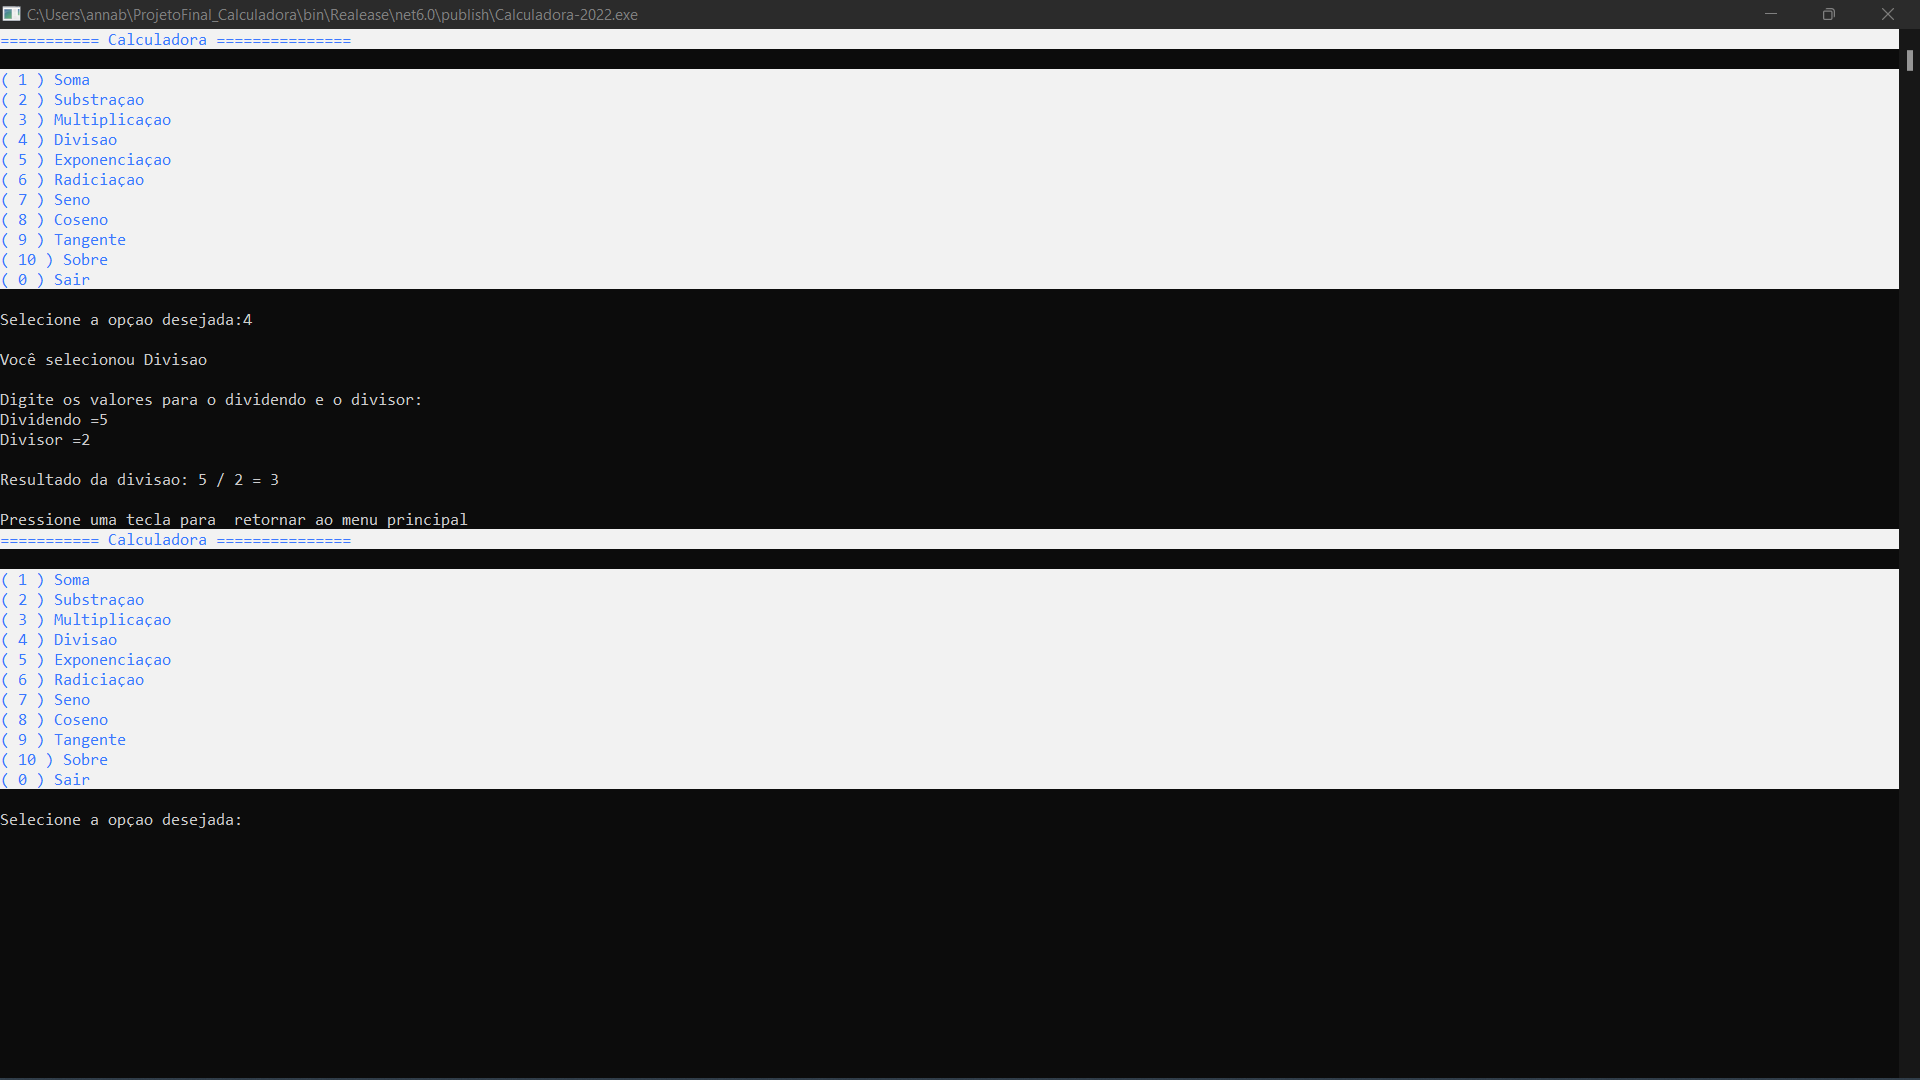 C:\Users\annab\ProjetoFinal_Calculadora\bin\Realease\net6.0\publish\Calculadora-2022.exe
=========== Calculadora ===============
( 1 ) Soma
( 2 ) Substraçao
( 3 ) Multiplicaçao
( 4 ) Divisao
( 5 ) Exponenciaçao
( 6 ) Radiciaçao
( 7 ) Seno
( 8 ) Coseno
( 9 ) Tangente
( 10 ) Sobre
( 0 ) Sair
Selecione a opçao desejada:4
Você selecionou Divisao
Digite os valores para o dividendo e o divisor:
Dividendo =5
Divisor =2
Resultado da divisao: 5 / 2 = 3
Pressione uma tecla para  retornar ao menu principal
=========== Calculadora ===============
( 1 ) Soma
( 2 ) Substraçao
( 3 ) Multiplicaçao
( 4 ) Divisao
( 5 ) Exponenciaçao
( 6 ) Radiciaçao
( 7 ) Seno
( 8 ) Coseno
( 9 ) Tangente
( 10 ) Sobre
( 0 ) Sair
Selecione a opçao desejada: